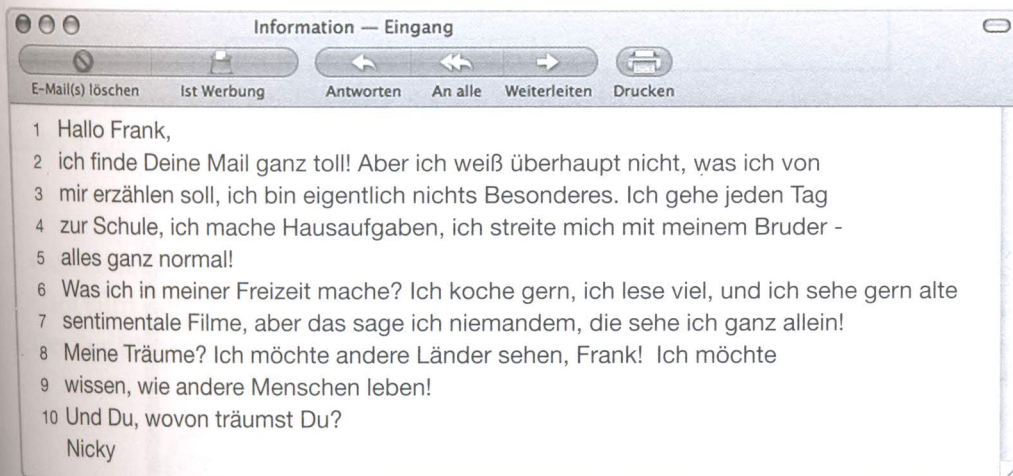 Information — Eingang
E-Mail(s) löschen Ist Werbung Antworten An alle Weiterleiten Drucken
1 Hallo Frank,
2 ich finde Deine Mail ganz toll! Aber ich weiß überhaupt nicht, was ich von
3 mir erzählen soll, ich bin eigentlich nichts Besonderes. Ich gehe jeden Tag
4 zur Schule, ich mache Hausaufgaben, ich streite mich mit meinem Bruder -
5 alles ganz normal!
6 Was ich in meiner Freizeit mache? Ich koche gern, ich lese viel, und ich sehe gern alte
7 sentimentale Filme, aber das sage ich niemandem, die sehe ich ganz allein!
8 Meine Träume? Ich möchte andere Länder sehen, Frank! Ich möchte
9 wissen, wie andere Menschen leben!
10 Und Du, wovon träumst Du?
Nicky